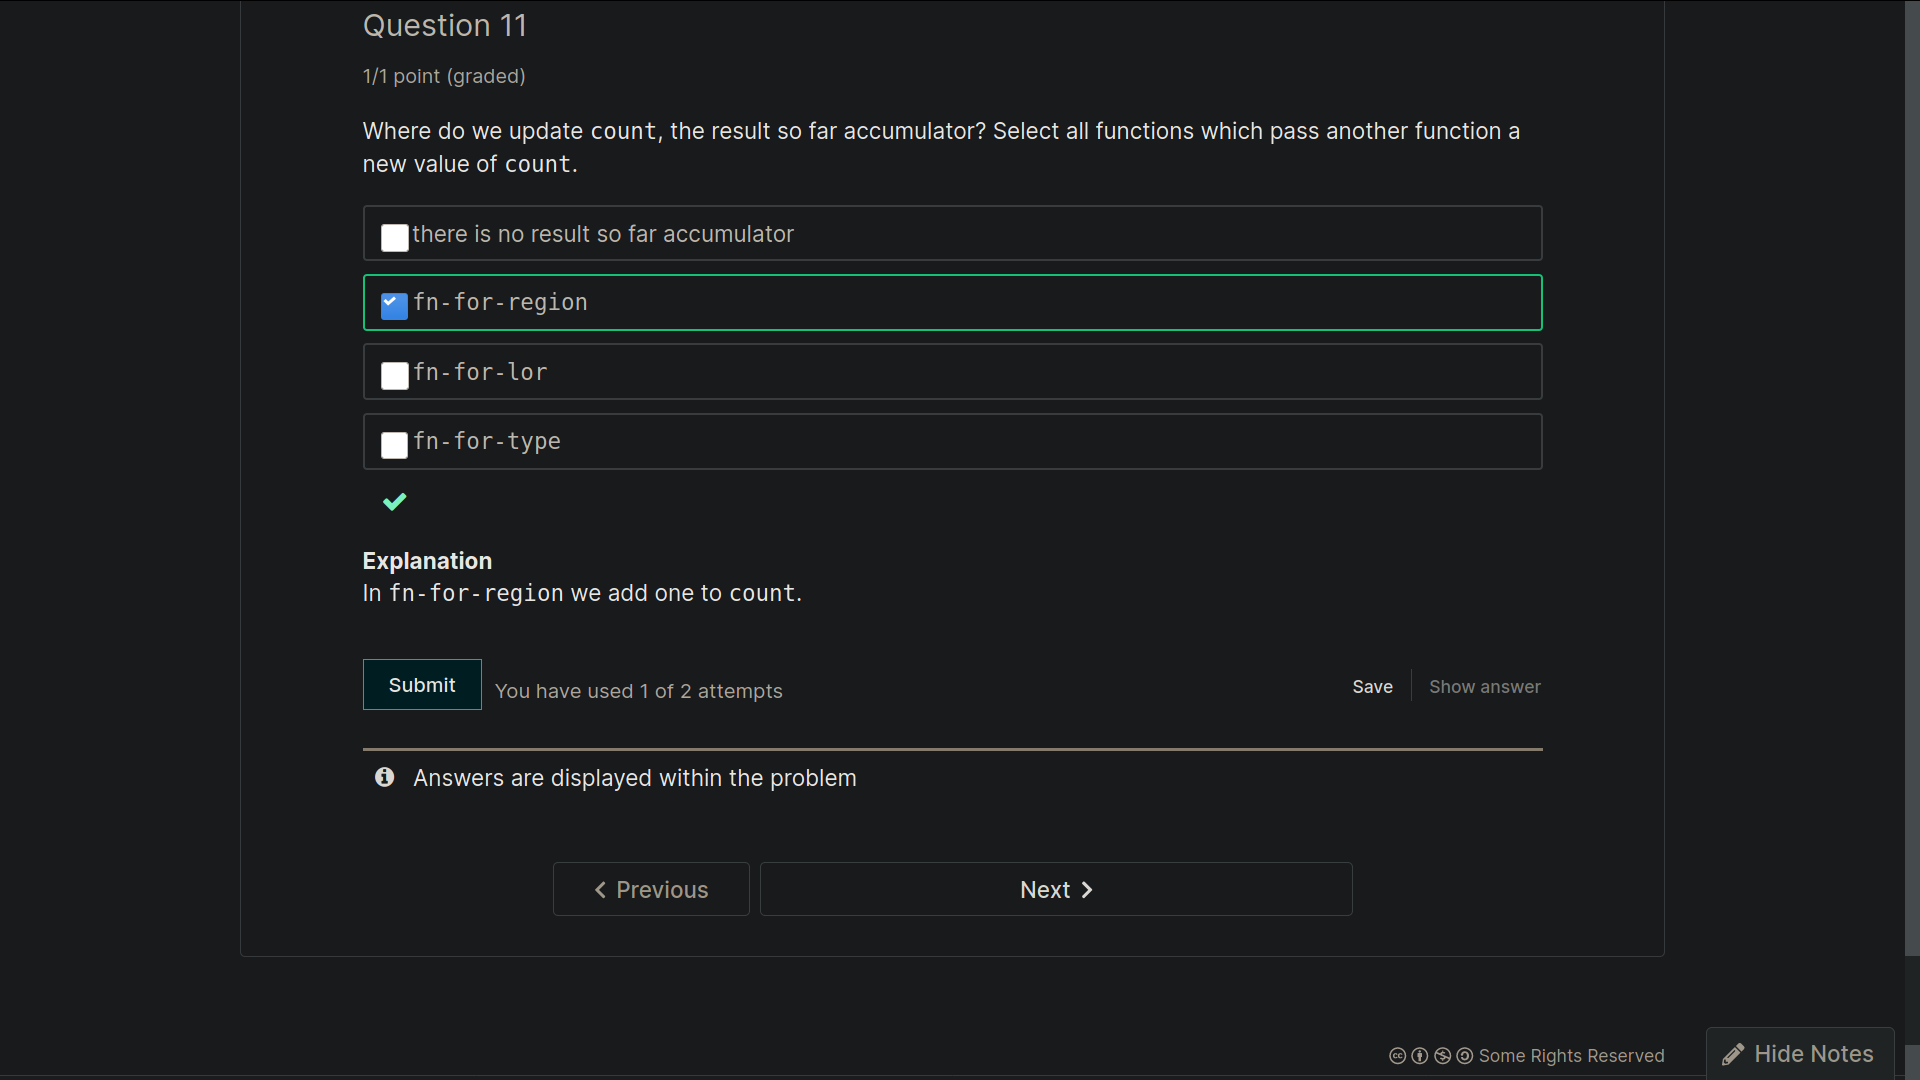 Question 11
1/1 point (graded)
Where do we update count, the result so far accumulator? Select all functions which pass another function a
new value of count.
there is no result so far accumulator
fn-for-region
fn-for-lor
fn-for-type
Explanation
In fn-for-region we add one to count.
Submit
You have used 1 of 2 attempts
Save
Show answer
Answers are displayed within the problem
Previous
Next
Some Rights Reserved
Hide Notes